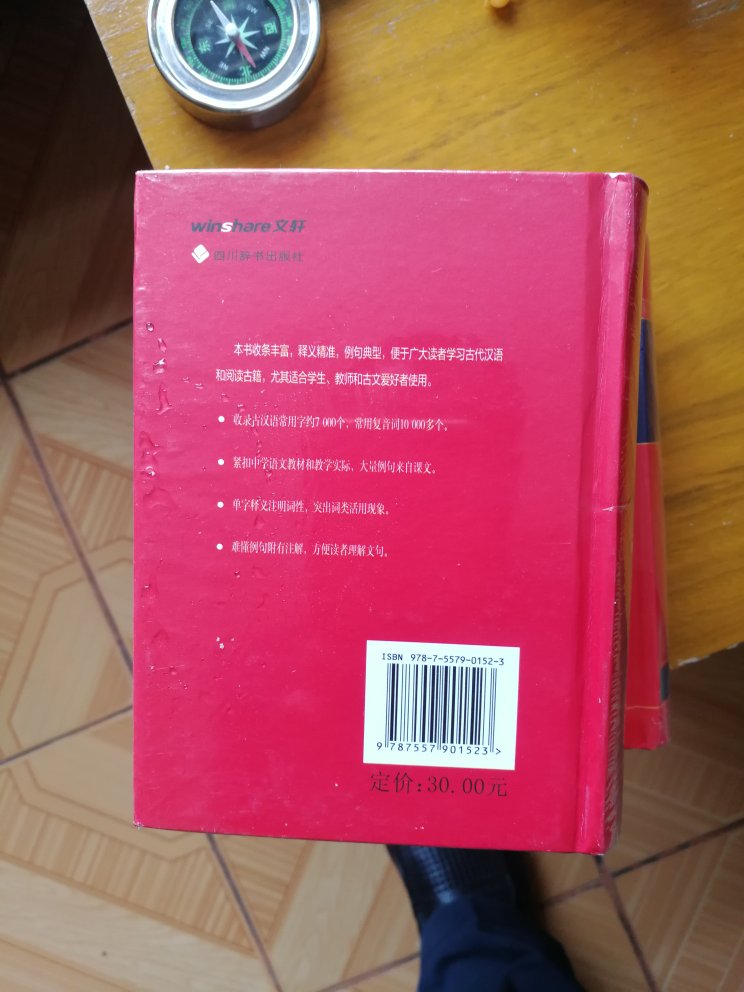 SW
西
NW
东
北
NE
winshare文轩
四川辞书出版社
本书收条丰富，释义精准，例句典型，便于广大读者学习古代汉语
和阅读古籍，尤其适合学生、教师和古文爱好者使用。
● 收录古汉语常用字约7 000个，常用复音词10 000多个。
● 紧扣中学语文教材和教学实际，大量例句来自课文。
● 单字释义注明词性，突出词类活用现象。
● 难懂例句附有注解，方便读者理解文句。
ISBN 978-7-5579-0152-3
9 787557 901523 >
定价:30.00元